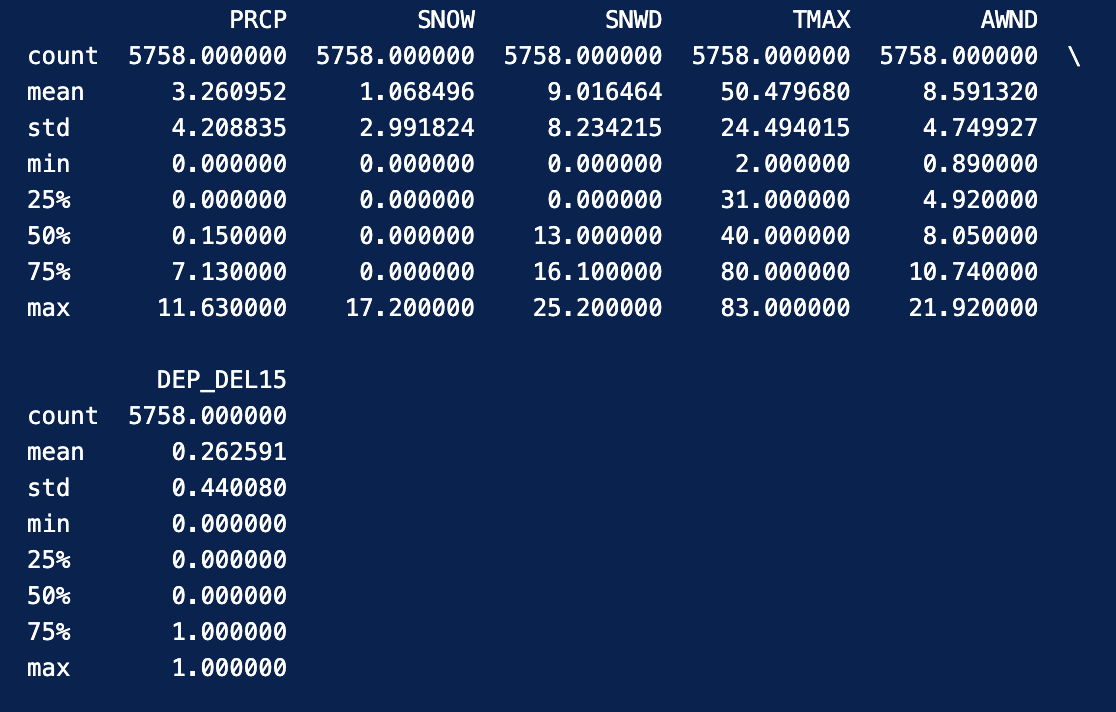 PRCP SNOW SNWD TMAX AWND
count 5758.000000 5758.000000 5758.000000 5758.000000 5758.000000 \
mean 3.260952 1.068496 9.016464 50.479680 8.591320
std 4.208835 2.991824 8.234215 24.494015 4.749927
min 0.000000 0.000000 0.000000 2.000000 0.890000
25% 0.000000 0.000000 0.000000 31.000000 4.920000
50% 0.150000 0.000000 13.000000 40.000000 8.050000
75% 7.130000 0.000000 16.100000 80.000000 10.740000
max 11.630000 17.200000 25.200000 83.000000 21.920000
DEP_DEL15
count 5758.000000
mean 0.262591
std 0.440080
min 0.000000
25% 0.000000
50% 0.000000
75% 1.000000
max 1.000000